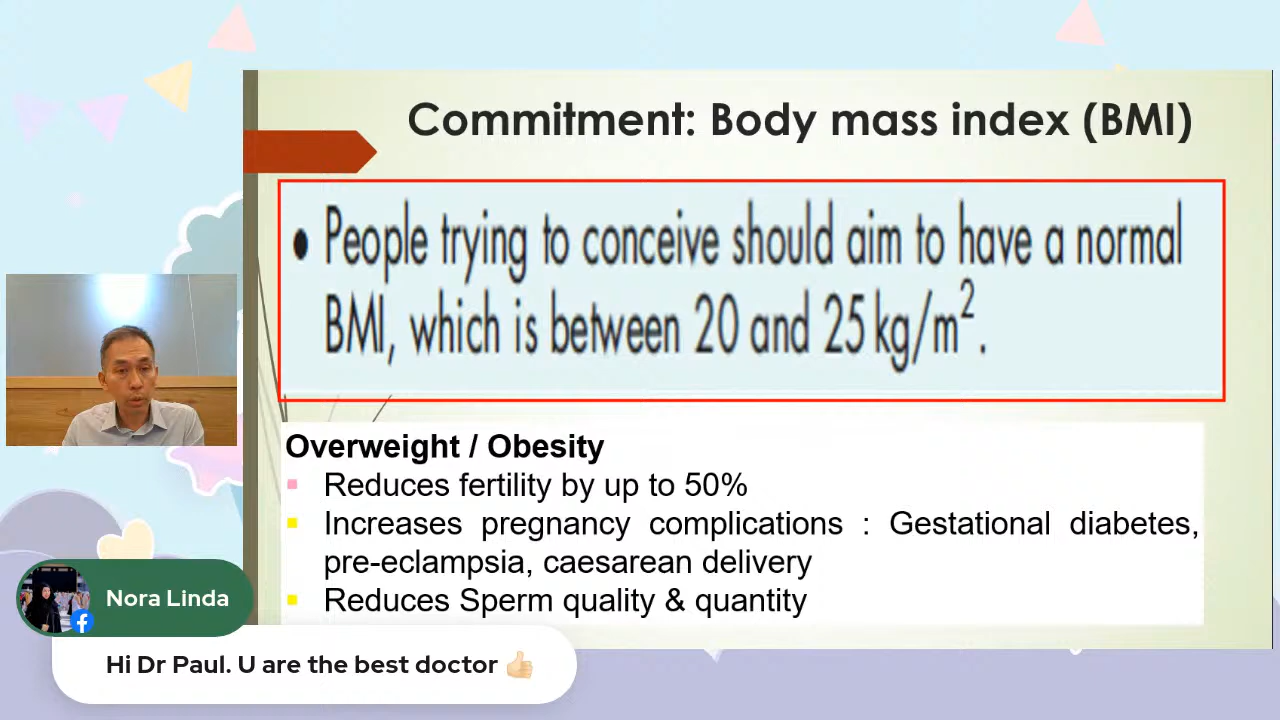 Commitment: Body mass index (BMI)
• People trying to conceive should aim to have a normal
BMI, which is between 20 and 25 kg/m².
Overweight / Obesity
▪ Reduces fertility by up to 50%
▪ Increases pregnancy complications : Gestational diabetes,
pre-eclampsia, caesarean delivery
▪ Reduces Sperm quality & quantity
Nora Linda
Hi Dr Paul. U are the best doctor 👍🏻